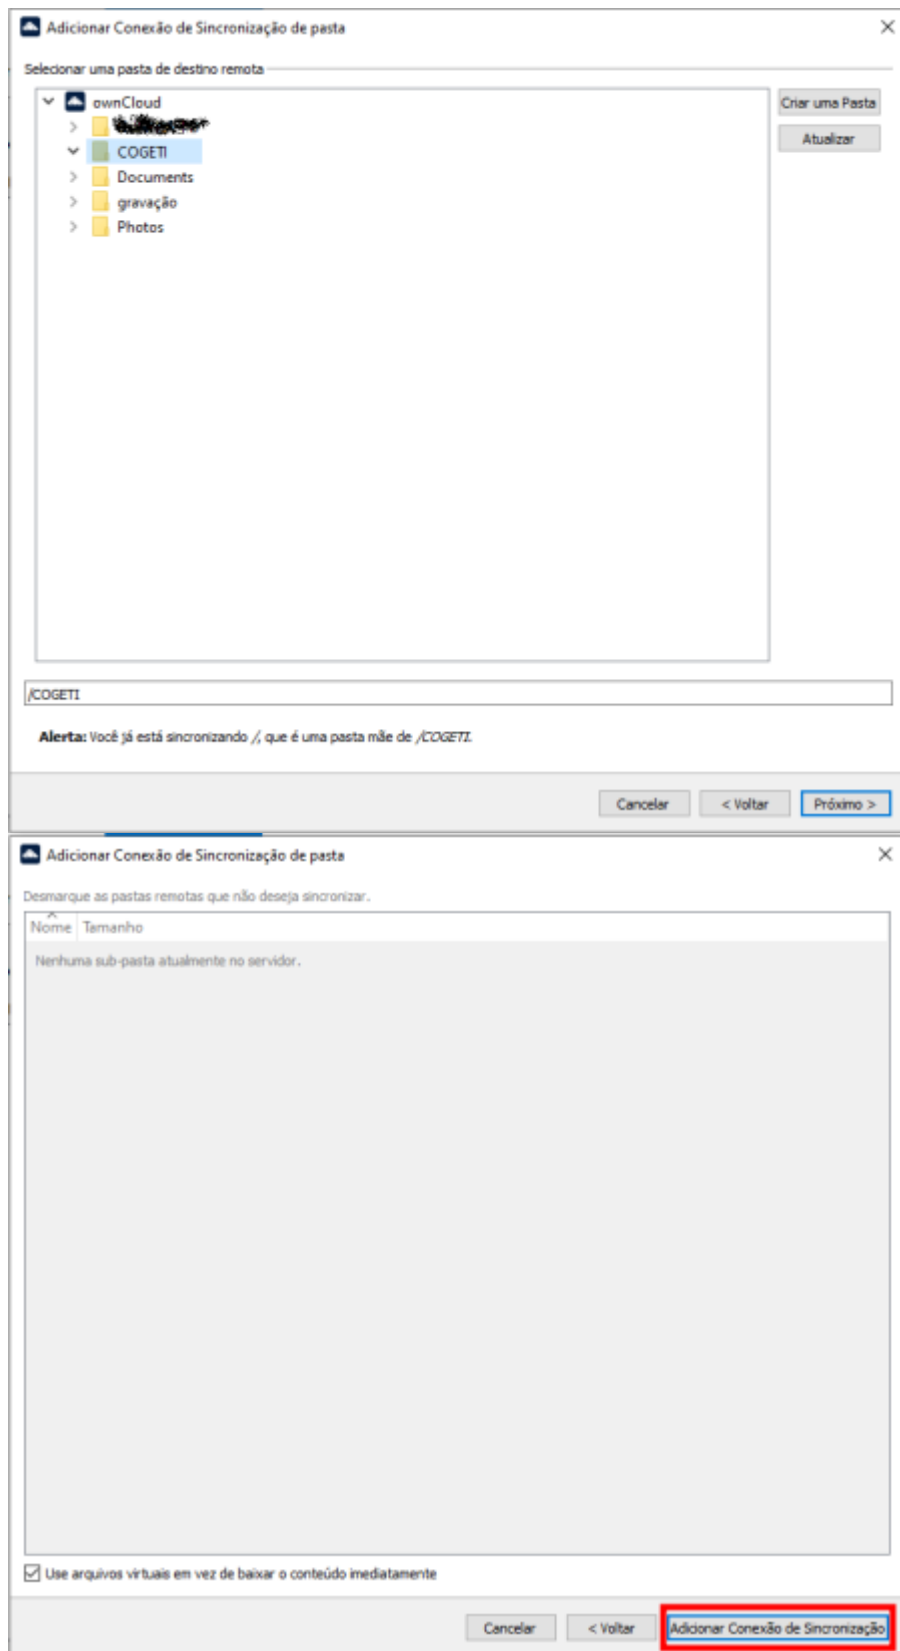 Adicionar Conexão de Sincronização de pasta
Selecionar uma pasta de destino remota
ownCloud
Criar uma Pasta
COGETI
Atualizar
Documents
gravação
Photos
/COGETI
Alerta: Você já está sincronizando /, que é uma pasta mãe de /COGETI.
Cancelar
< Voltar
Próximo >
Adicionar Conexão de Sincronização de pasta
Desmarque as pastas remotas que não deseja sincronizar.
Nome Tamanho
Nenhuma sub-pasta atualmente no servidor.
Use arquivos virtuais em vez de baixar o conteúdo imediatamente
Cancelar
< Voltar
Adicionar Conexão de Sincronização